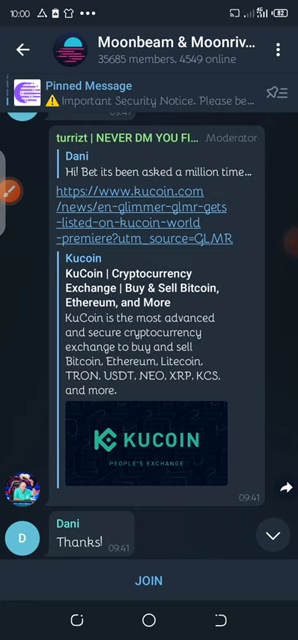 10:00
82
Moonbeam & Moonriv...
35685 members, 4549 online
Pinned Message
⚠️ Important Security Notice. Please be...
09:41
turrizt | NEVER DM YOU FI... Moderator
Dani
Hi! Bet its been asked a million time...
https://www.kucoin.com
/news/en-glimmer-glmr-gets
-listed-on-kucoin-world
-premiere?utm_source=GLMR
Kucoin
KuCoin | Cryptocurrency
Exchange | Buy & Sell Bitcoin,
Ethereum, and More
KuCoin is the most advanced
and secure cryptocurrency
exchange to buy and sell
Bitcoin, Ethereum, Litecoin,
TRON, USDT, NEO, XRP, KCS,
and more.
KUCOIN
PEOPLE'S EXCHANGE
09:41
D
Dani
Thanks! 09:41
JOIN